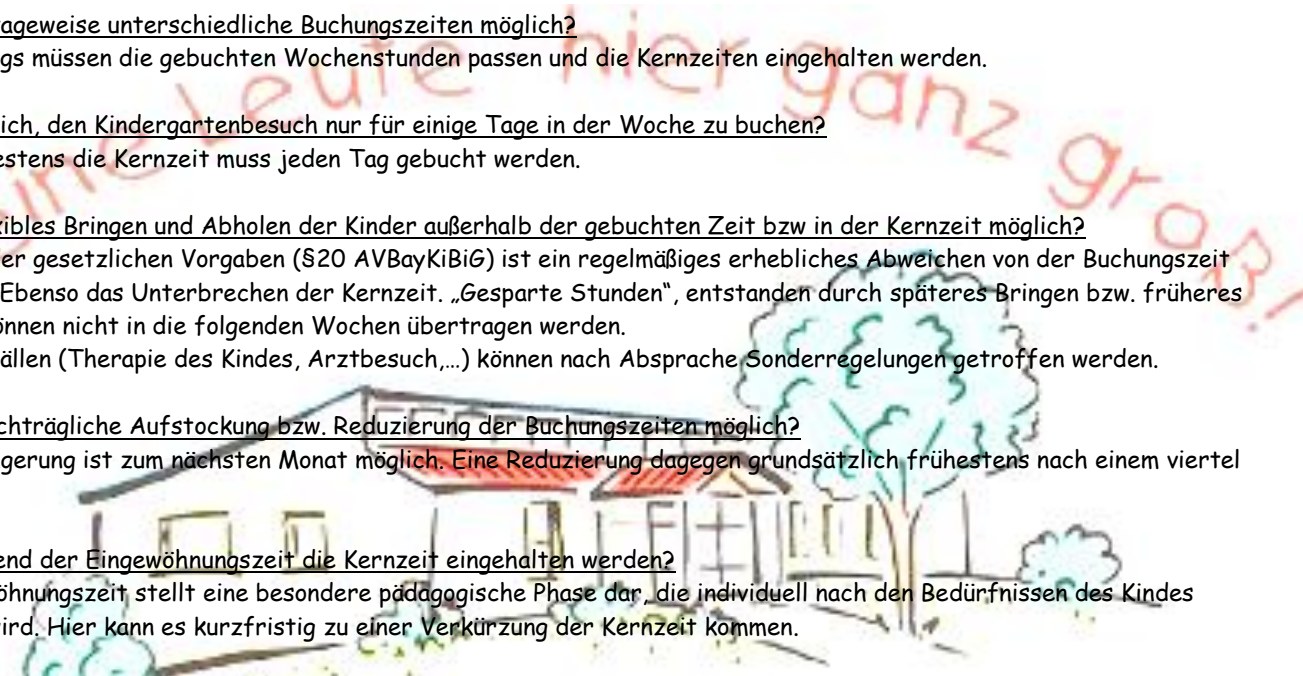 ageweise unterschiedliche Buchungszeiten möglich?
gs müssen die gebuchten Wochenstunden passen und die Kernzeiten eingehalten werden.
ich, den Kindergartenbesuch nur für einige Tage in der Woche zu buchen?
estens die Kernzeit muss jeden Tag gebucht werden.
xibles Bringen und Abholen der Kinder außerhalb der gebuchten Zeit bzw in der Kernzeit möglich?
er gesetzlichen Vorgaben (§20 AVBayKiBiG) ist ein regelmäßiges erhebliches Abweichen von der Buchungszeit
Ebenso das Unterbrechen der Kernzeit. „Gesparte Stunden“, entstanden durch späteres Bringen bzw. früheres
önnen nicht in die folgenden Wochen übertragen werden.
ällen (Therapie des Kindes, Arztbesuch,…) können nach Absprache Sonderregelungen getroffen werden.
chträgliche Aufstockung bzw. Reduzierung der Buchungszeiten möglich?
gerung ist zum nächsten Monat möglich. Eine Reduzierung dagegen grundsätzlich frühestens nach einem viertel
end der Eingewöhnungszeit die Kernzeit eingehalten werden?
öhnungszeit stellt eine besondere pädagogische Phase dar, die individuell nach den Bedürfnissen des Kindes
ird. Hier kann es kurzfristig zu einer Verkürzung der Kernzeit kommen.
ine Leute hier ganz groß!